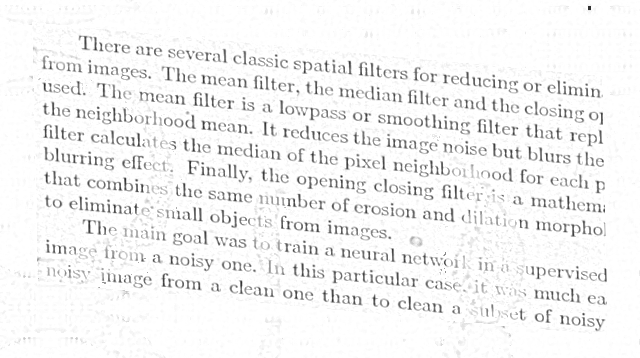 There are several classic spatial filters for reducing or elimin
from images. The mean filter, the median filter and the closing o
used. The mean filter is a lowpass or smoothing filter that repl
the neighborhood mean. It reduces the image noise but blurs the
filter calculates the median of the pixel neighborhood for each p
blurring effect. Finally, the opening closing filter is a mathema
that combines the same number of erosion and dilation morphol
to eliminate small objects from images.
The main goal was to train a neural network in a supervised
image from a noisy one. In this particular case, it was much ea
noisy image from a clean one than to clean a subset of noisy